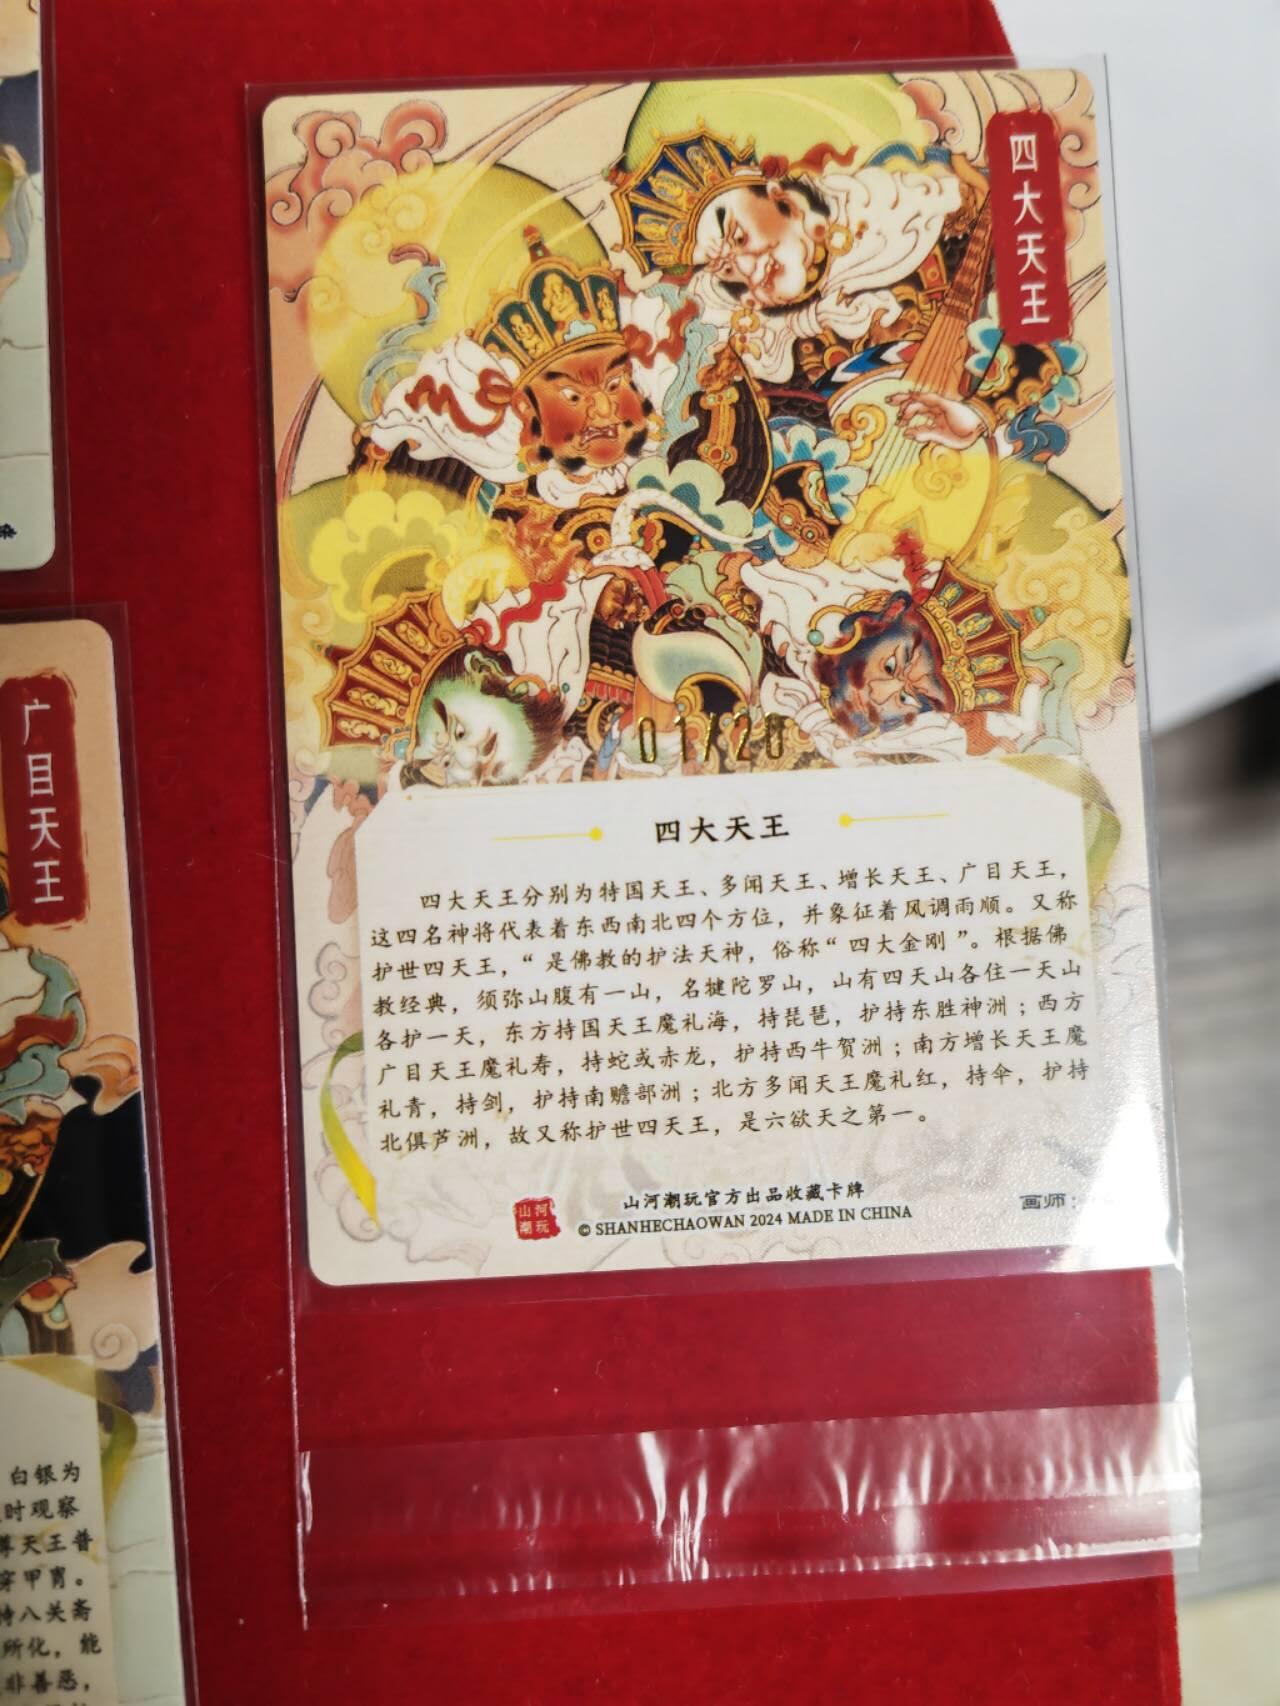 四大天王
01/20
四大天王
四大天王分别为特国天王、多闻天王、增长天王、广目天王，
这四名神将代表着东西南北四个方位，并象征着风调雨顺。又称
护世四天王，“是佛教的护法天神，俗称“四大金刚”。根据佛
教经典，须弥山腹有一山，名犍陀罗山，山有四天山各住一天山
各护一天，东方持国天王魔礼海，持琵琶，护持东胜神洲；西方
广目天王魔礼寿，持蛇或赤龙，护持西牛贺洲；南方增长天王魔
礼青，持剑，护持南赡部洲；北方多闻天王魔礼红，持伞，护持
北俱芦洲，故又称护世四天王，是六欲天之第一。
山河
潮玩
山河潮玩官方出品收藏卡牌
© SHANHECHAOWAN 2024 MADE IN CHINA
画师：
染
广目天王
白银为
时观察
尊天王普
穿甲胄。
持八关斋
所化，能
非善恶，